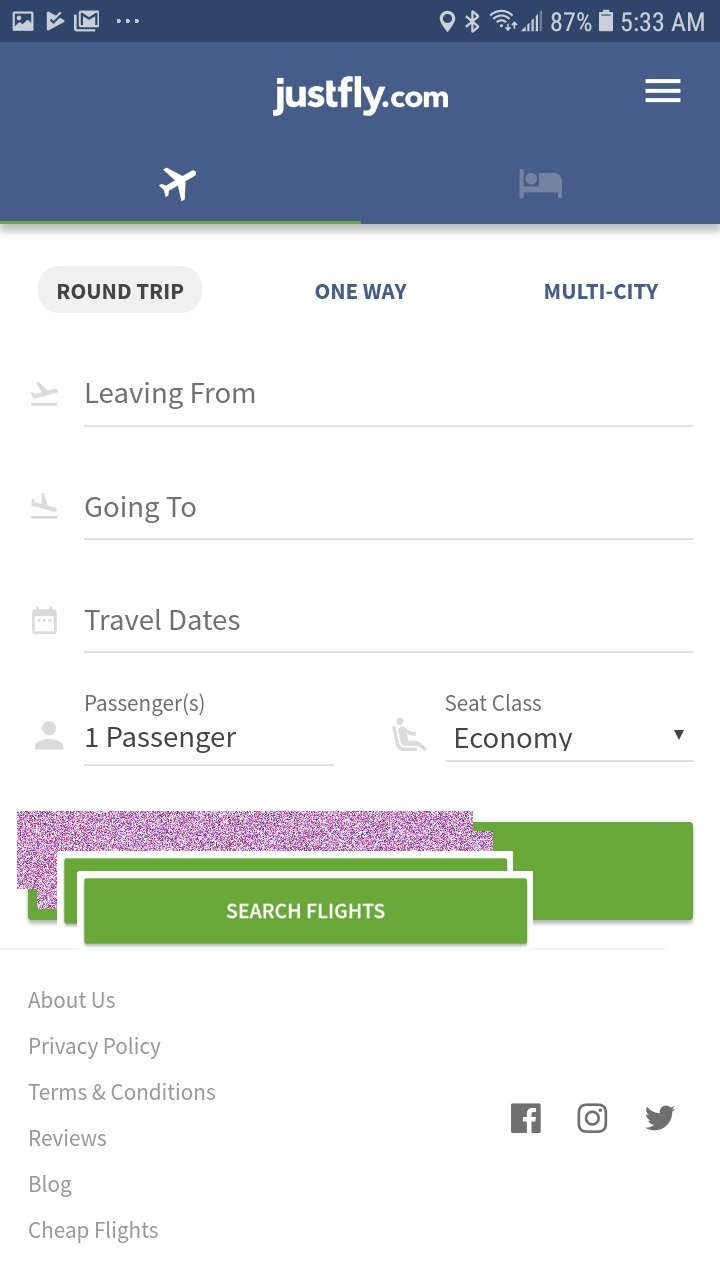 87% 5:33 AM
justfly.com
ROUND TRIP ONE WAY MULTI-CITY
Leaving From
Going To
Travel Dates
Passenger(s) Seat Class
1 Passenger Economy
SEARCH FLIGHTS
About Us
Privacy Policy
Terms & Conditions
Reviews
Blog
Cheap Flights